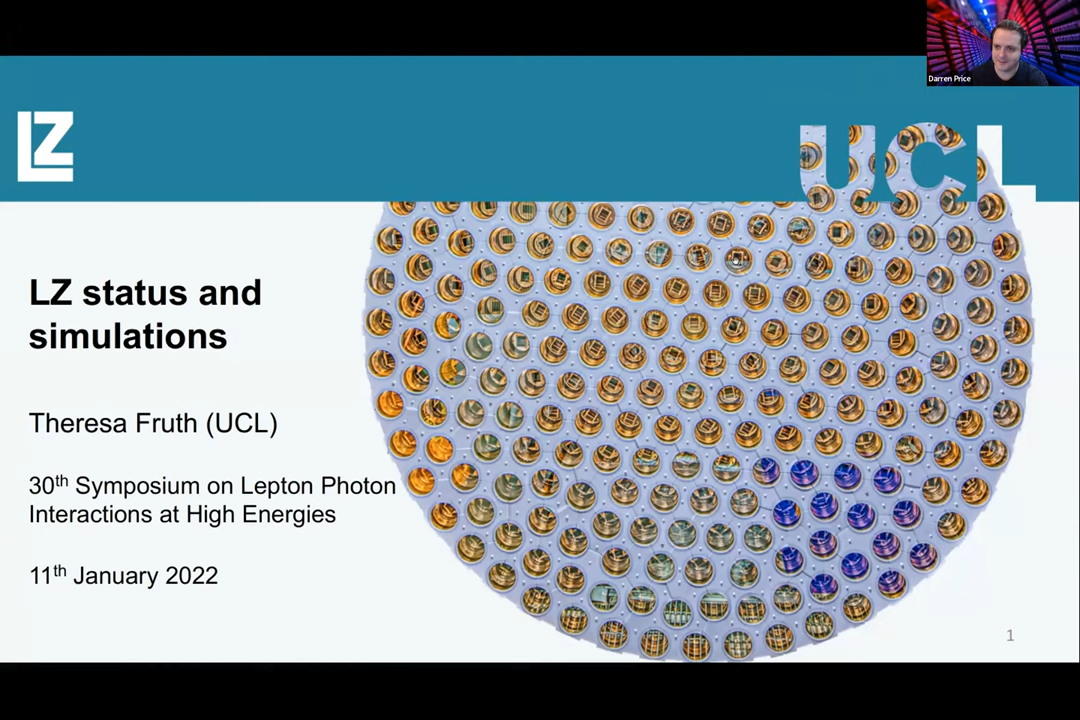 Darren Price
LZ
UCL
LZ status and
simulations
Theresa Fruth (UCL)
30th Symposium on Lepton Photon
Interactions at High Energies
11th January 2022
1